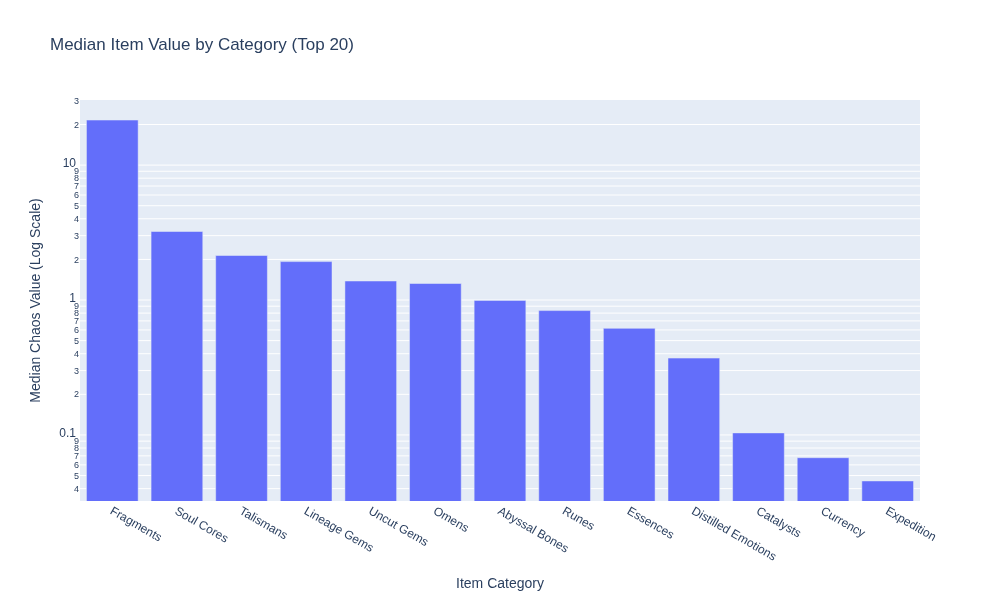 Median Item Value by Category (Top 20)
Median Chaos Value (Log Scale)
3
2
10
9
8
7
6
5
4
3
2
1
9
8
7
6
5
4
3
2
0.1
9
8
7
6
5
4
Fragments
Soul Cores
Talismans
Lineage Gems
Uncut Gems
Omens
Abyssal Bones
Runes
Essences
Distilled Emotions
Catalysts
Currency
Expedition
Item Category